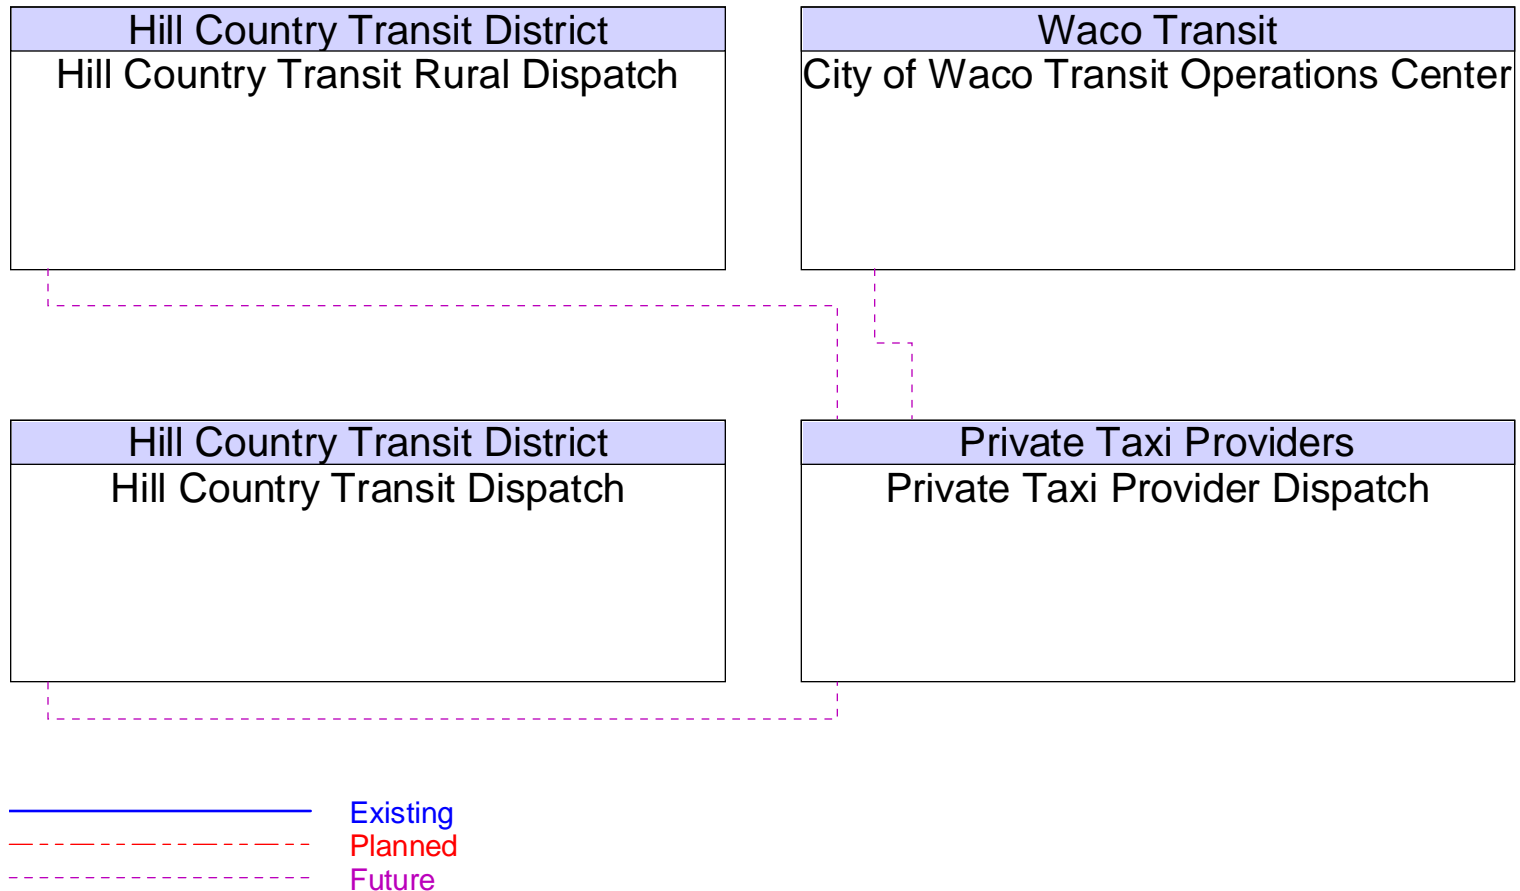 Hill Country Transit District
Hill Country Transit Rural Dispatch
Waco Transit
City of Waco Transit Operations Center
Hill Country Transit District
Hill Country Transit Dispatch
Private Taxi Providers
Private Taxi Provider Dispatch
Existing
Planned
Future